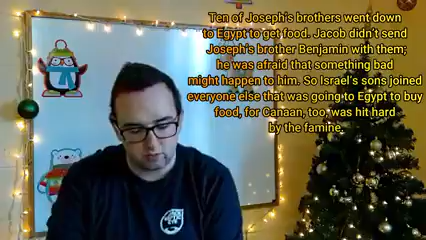 Ten of Joseph's brothers went down
to Egypt to get food. Jacob didn't send
Joseph's brother Benjamin with them;
he was afraid that something bad
might happen to him. So Israel's sons joined
everyone else that was going to Egypt to buy
food, for Canaan, too, was hit hard
by the famine.